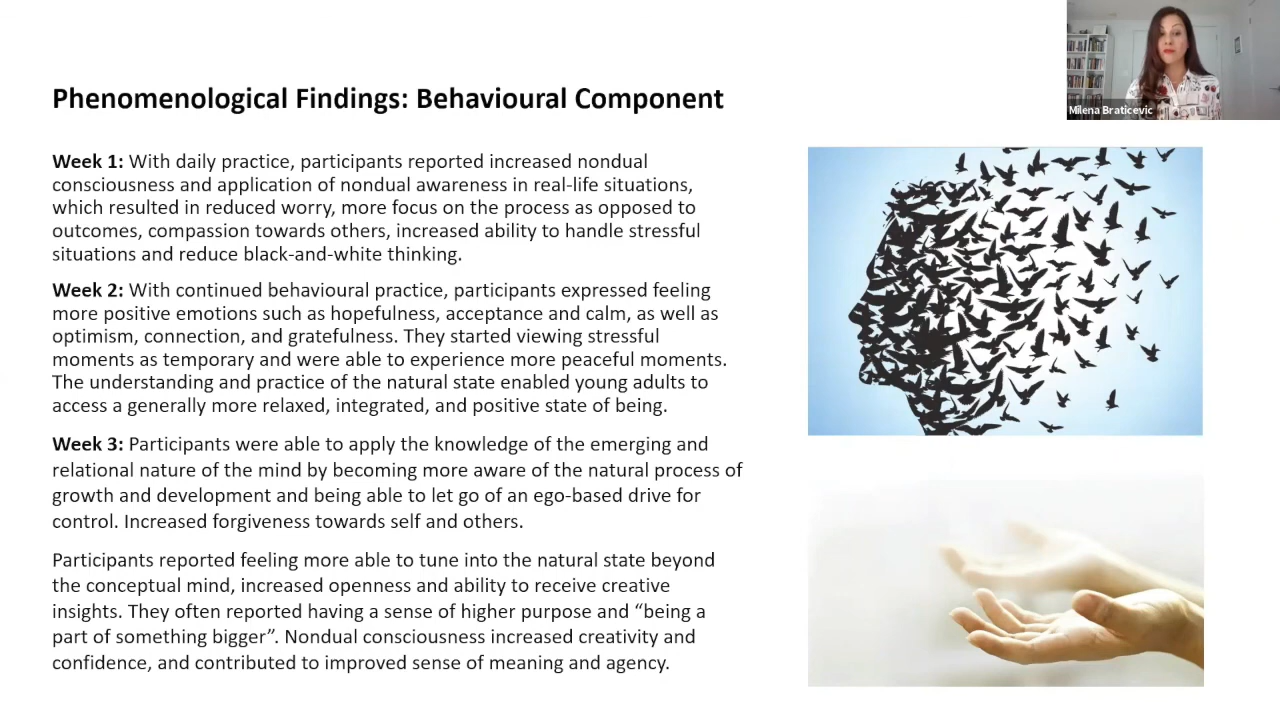 Phenomenological Findings: Behavioural Component
Milena Braticevic
Week 1: With daily practice, participants reported increased nondual
consciousness and application of nondual awareness in real-life situations,
which resulted in reduced worry, more focus on the process as opposed to
outcomes, compassion towards others, increased ability to handle stressful
situations and reduce black-and-white thinking.
Week 2: With continued behavioural practice, participants expressed feeling
more positive emotions such as hopefulness, acceptance and calm, as well as
optimism, connection, and gratefulness. They started viewing stressful
moments as temporary and were able to experience more peaceful moments.
The understanding and practice of the natural state enabled young adults to
access a generally more relaxed, integrated, and positive state of being.
Week 3: Participants were able to apply the knowledge of the emerging and
relational nature of the mind by becoming more aware of the natural process of
growth and development and being able to let go of an ego-based drive for
control. Increased forgiveness towards self and others.
Participants reported feeling more able to tune into the natural state beyond
the conceptual mind, increased openness and ability to receive creative
insights. They often reported having a sense of higher purpose and “being a
part of something bigger”. Nondual consciousness increased creativity and
confidence, and contributed to improved sense of meaning and agency.